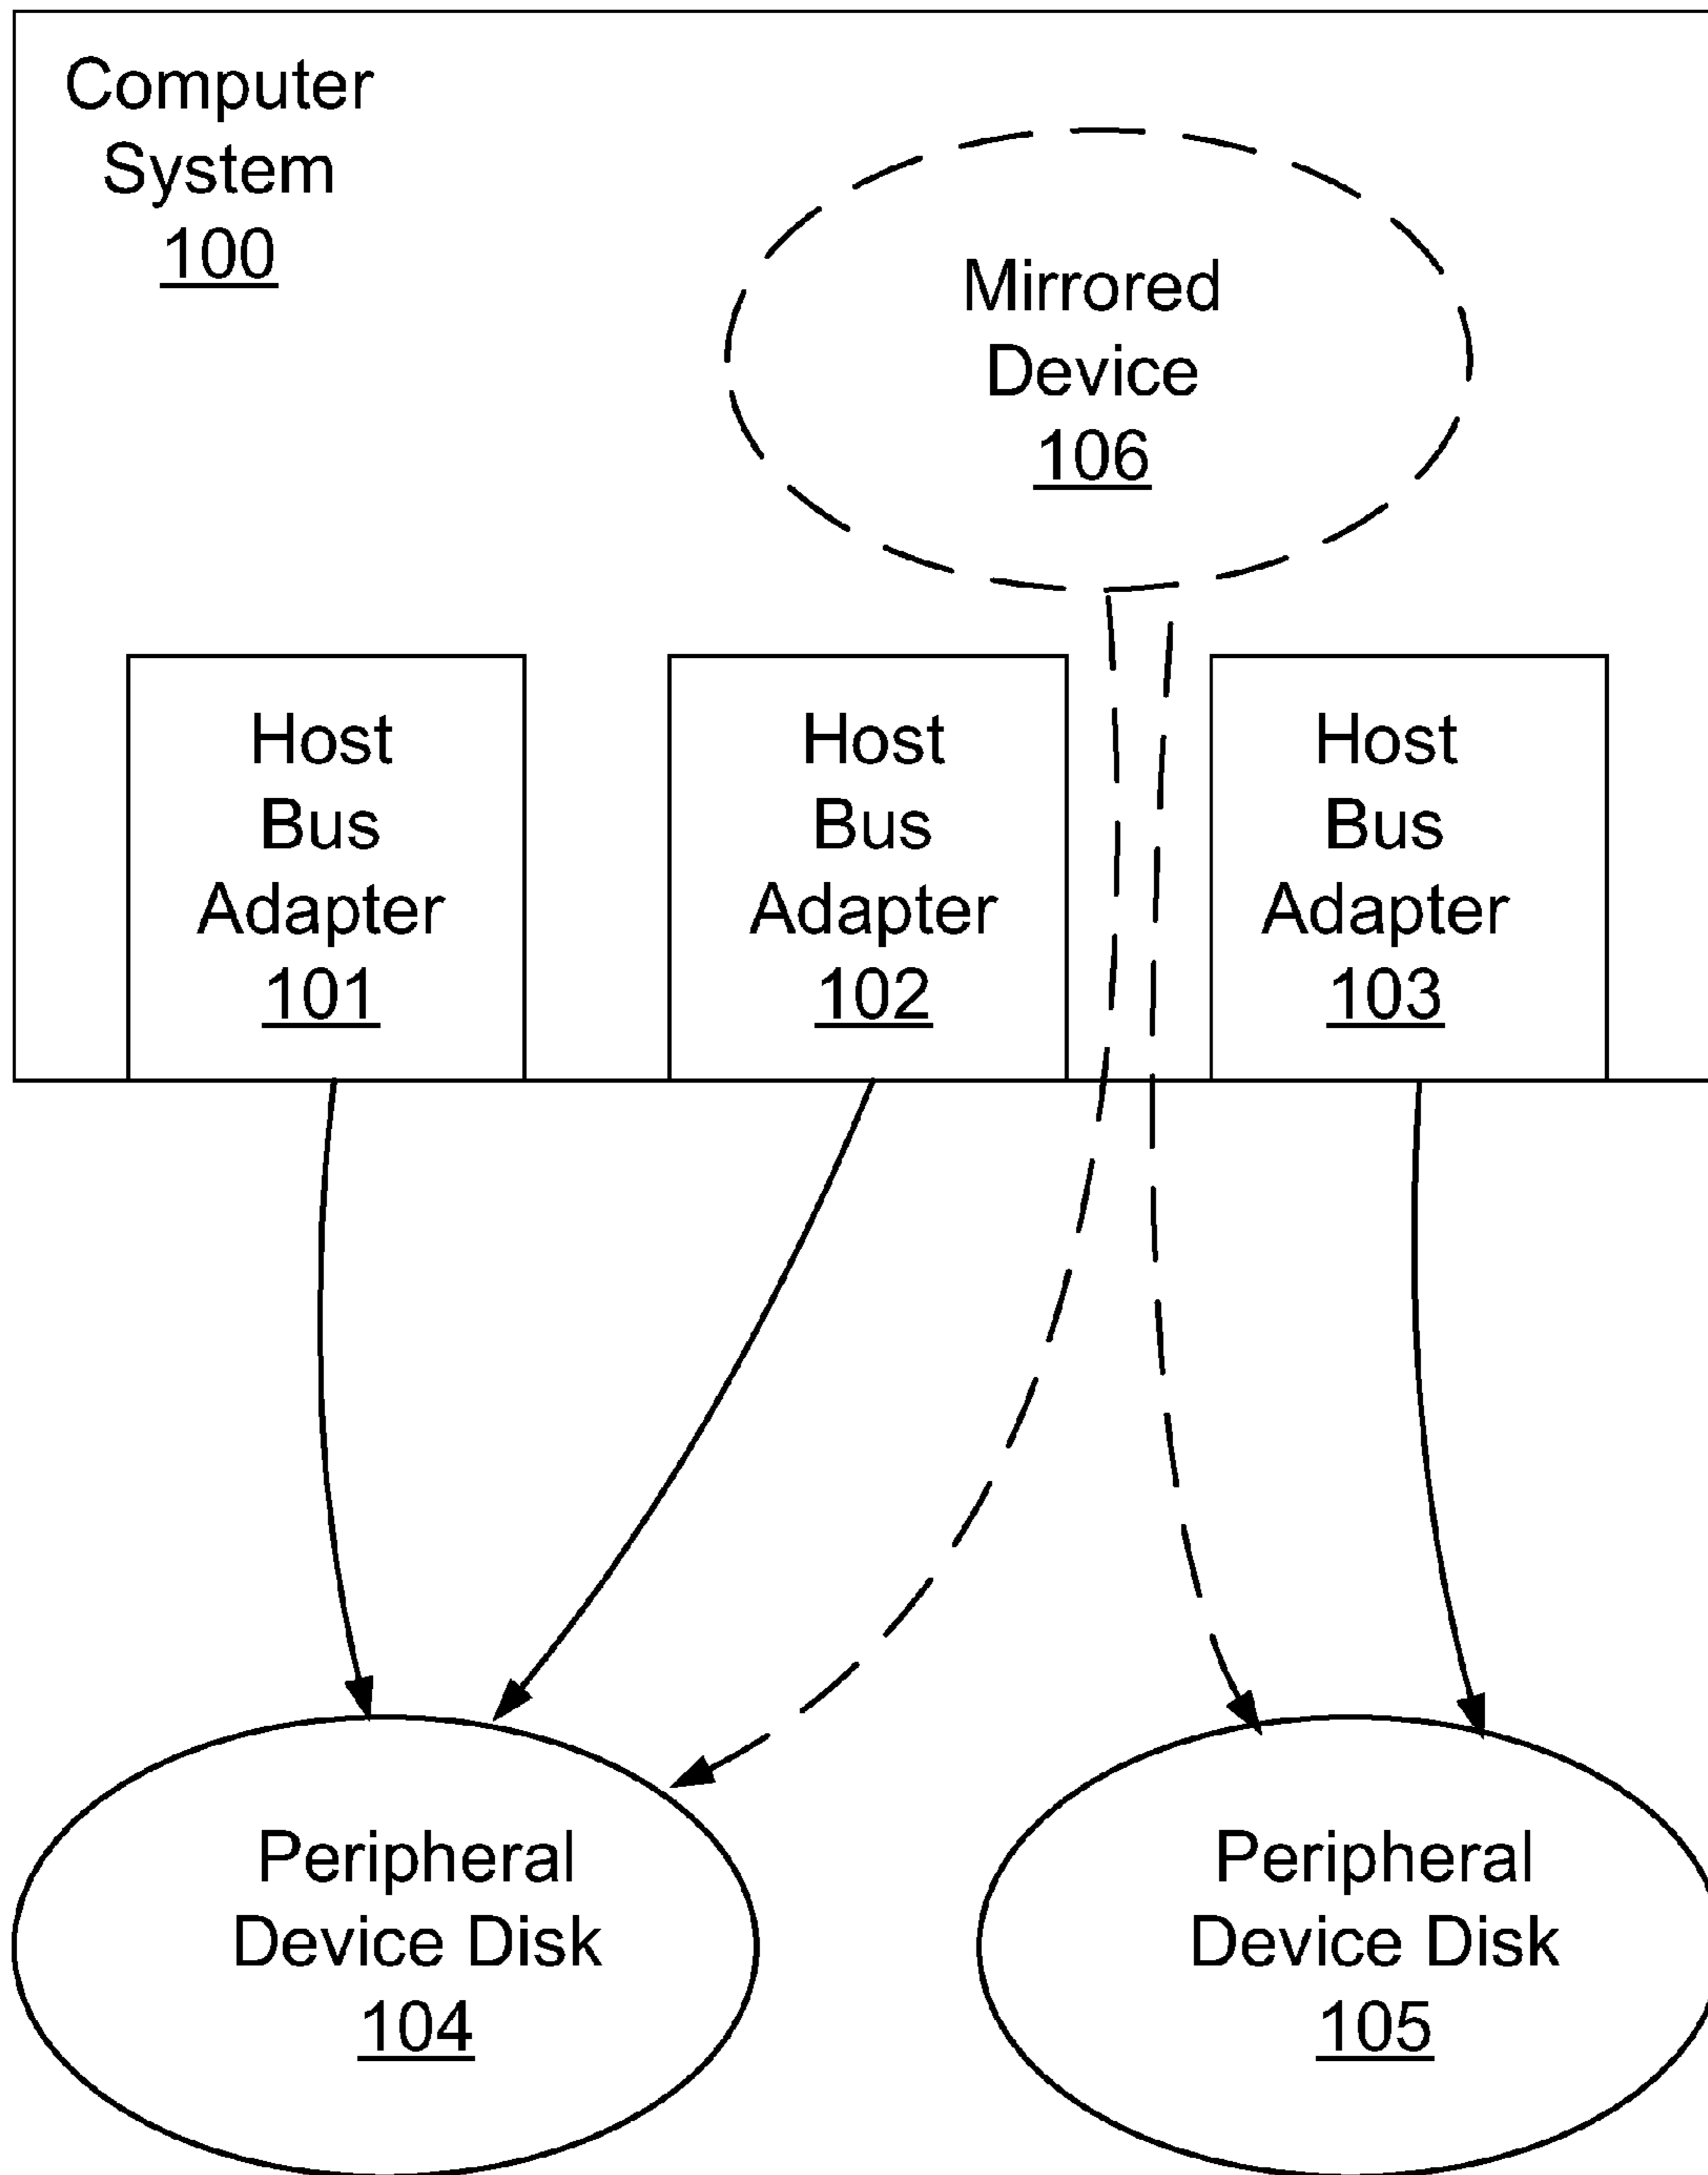 Computer
System
100
Mirrored
Device
106
Host
Bus
Adapter
101
Host
Bus
Adapter
102
Host
Bus
Adapter
103
Peripheral
Device Disk
104
Peripheral
Device Disk
105